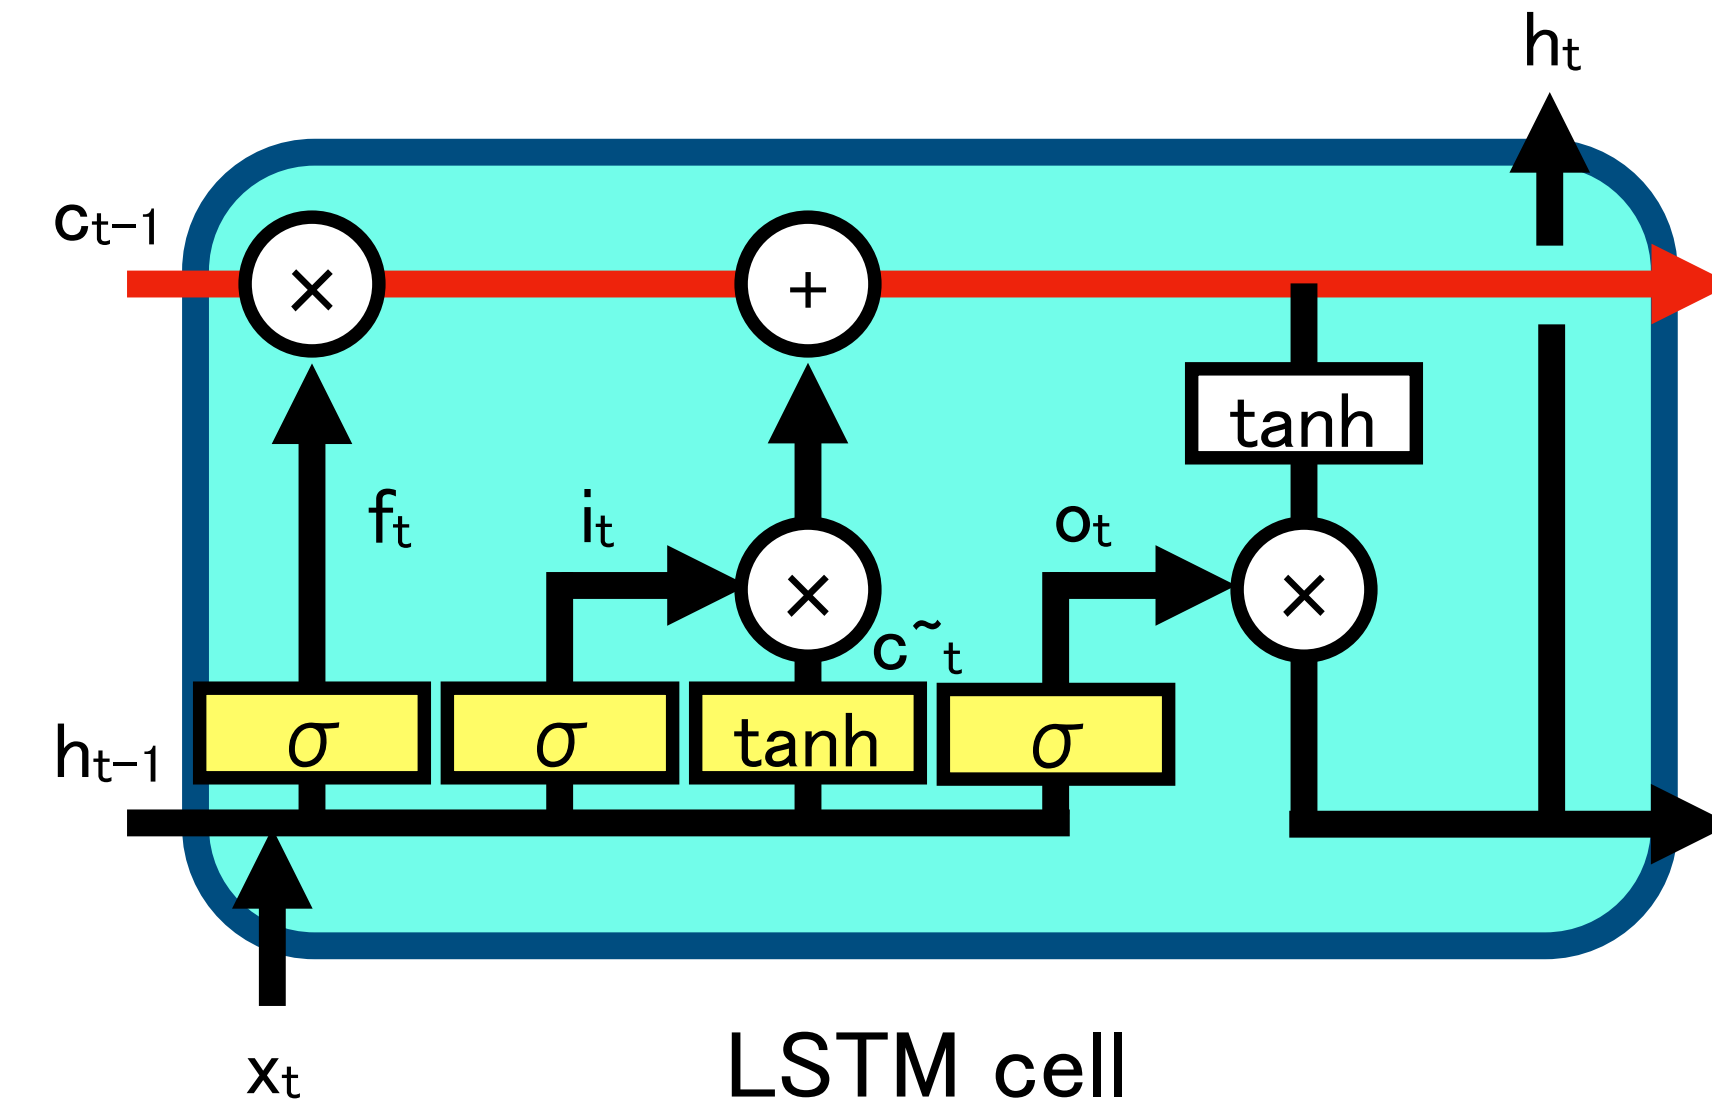 ht
ct-1
× +
tanh
ft it ot
× ×
c~t
σ σ tanh σ
ht-1
xt
LSTM cell